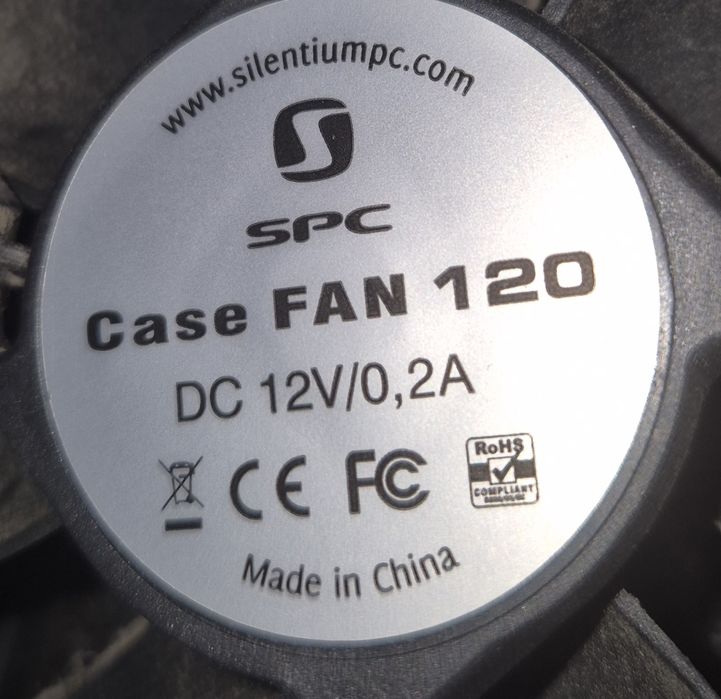 www.silentiumpc.com
SPC
Case FAN 120
DC 12V/0,2A
CE FC RoHS
COMPLIANT
Made in China